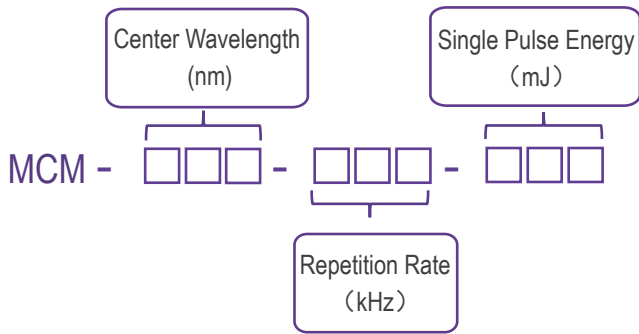 Center Wavelength
(nm)
Single Pulse Energy
（mJ）
MCM - □□□ - □□□ - □□□
Repetition Rate
（kHz）